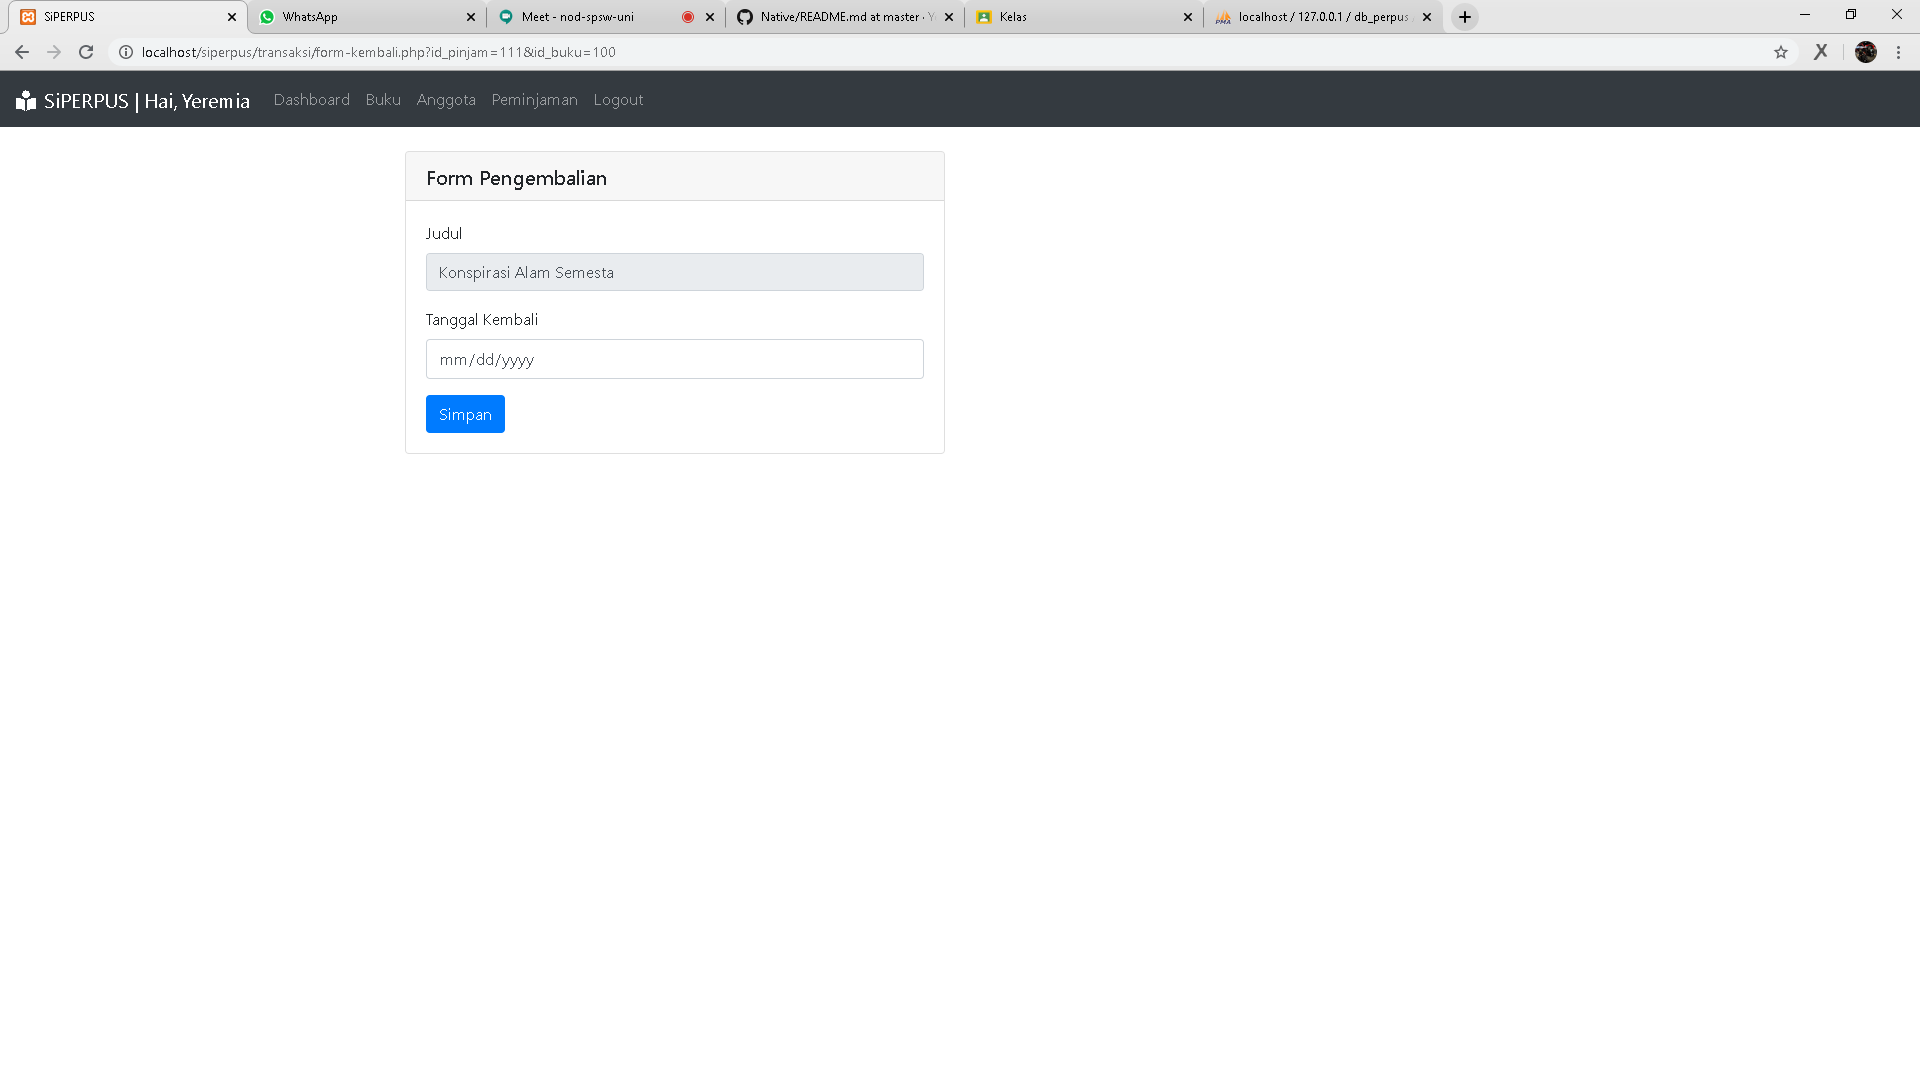 SiPERPUS
WhatsApp
Meet - nod-spsw-uni
Native/README.md at master ·
Kelas
localhost / 127.0.0.1 / db_perpus
localhost/siperpus/transaksi/form-kembali.php?id_pinjam=111&id_buku=100
SiPERPUS | Hai, Yeremia Dashboard Buku Anggota Peminjaman Logout
Form Pengembalian
Judul
Konspirasi Alam Semesta
Tanggal Kembali
mm/dd/yyyy
Simpan